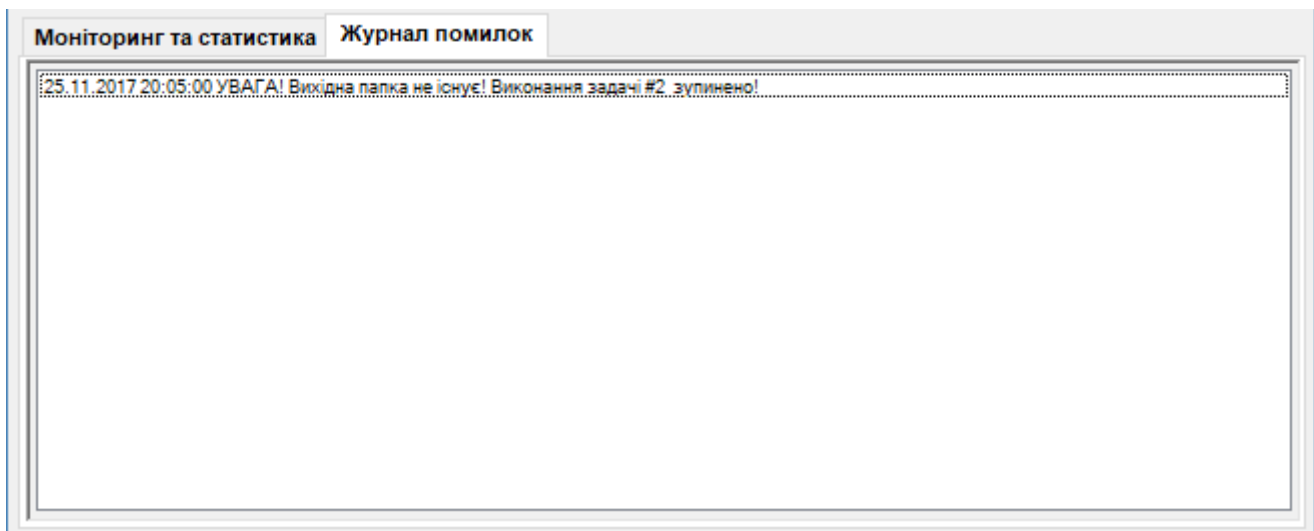 Моніторинг та статистика Журнал помилок
25.11.2017 20:05:00 УВАГА! Вихідна папка не існує! Виконання задачі #2 зупинено!